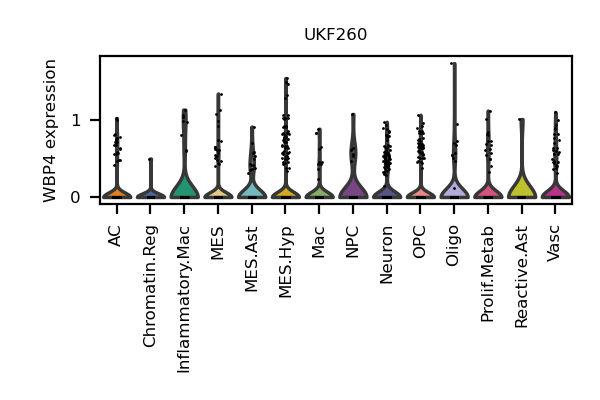 UKF260
WBP4 expression
1
0
AC
Chromatin.Reg
Inflammatory.Mac
MES
MES.Ast
MES.Hyp
Mac
NPC
Neuron
OPC
Oligo
Prolif.Metab
Reactive.Ast
Vasc